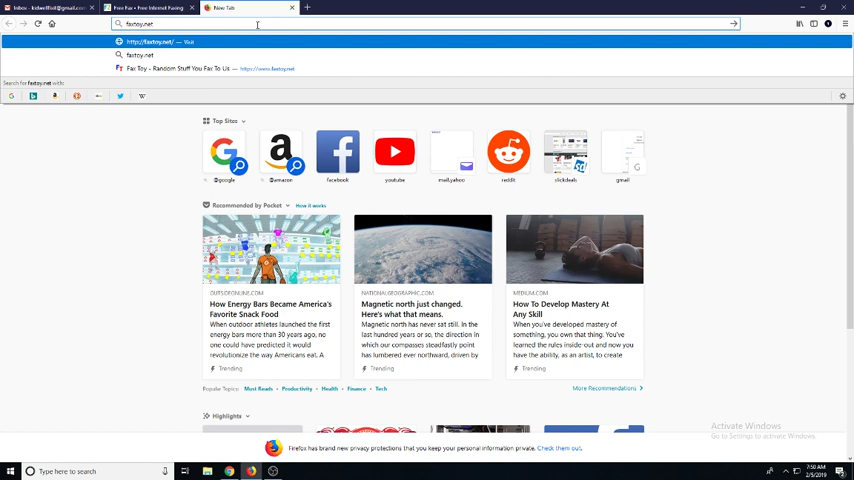 Inbox - kidwellfist@gmail.com
Free Fax • Free Internet Faxing
New Tab
faxtoy.net
http://faxtoy.net/ — Visit
faxtoy.net
Fax Toy - Random Stuff You Fax To Us — https://www.faxtoy.net
Search for faxtoy.net with:
Top Sites
@google
@amazon
facebook
youtube
mail.yahoo
reddit
slickdeals
gmail
Recommended by Pocket
How it works
OUTSIDEONLINE.COM
How Energy Bars Became America's
Favorite Snack Food
When outdoor athletes launched the first
energy bars more than 30 years ago, no
one could have predicted it would
revolutionize the way Americans eat. A
Trending
NATIONALGEOGRAPHIC.COM
Magnetic north just changed.
Here's what that means.
Magnetic north has never sat still. In the
last hundred years or so, the direction in
which our compasses steadfastly point
has lumbered ever northward, driven by
Trending
MEDIUM.COM
How To Develop Mastery At
Any Skill
When you've developed mastery of
something, you own that thing. You've
learned the rules inside-out and now you
have the ability, as an artist, to create
Trending
Popular Topics: Must Reads • Productivity • Health • Finance • Tech
More Recommendations
Highlights
Activate Windows
Go to Settings to activate Windows
Firefox has brand new privacy protections that you keep your personal information private. Check them out.
Type here to search
7:50 AM
2/5/2019